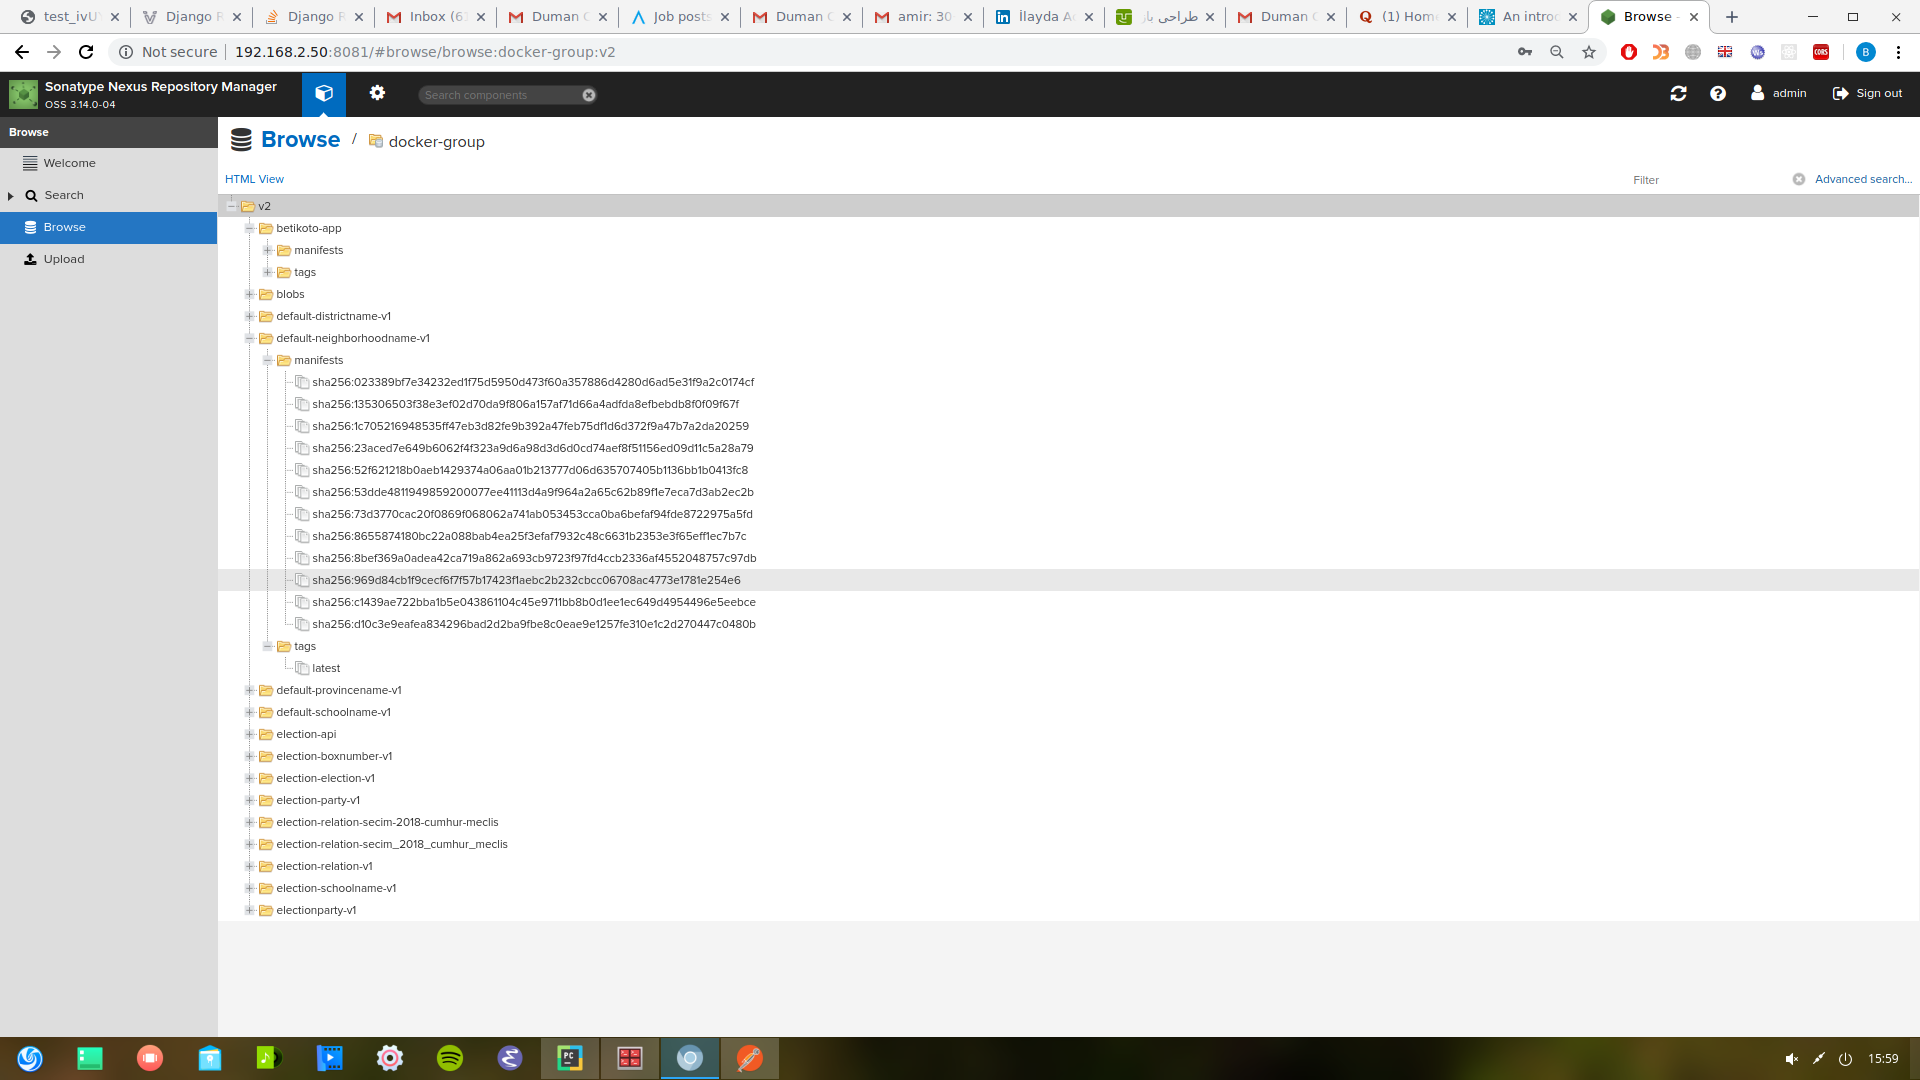 test_ivU
Django R
Django R
Inbox (61
Duman C
Job posts
Duman C
amir: 30
Duman C
(1) Hom
An introd
Browse -
Not secure
192.168.2.50:8081/#browse/browse:docker-group:v2
B
Sonatype Nexus Repository Manager
OSS 3.14.0-04
Search components
admin
Sign out
Browse
Welcome
Search
Browse
Upload
Browse / docker-group
HTML View
Filter
Advanced search...
v2
betikoto-app
manifests
tags
blobs
default-districtname-v1
default-neighborhoodname-v1
manifests
sha256:023389bf7e34232ed1f75d5950d473f60a357886d4280d6ad5e31f9a2c0174cf
sha256:135306503f38e3ef02d70da9f806a157af71d66a4adfda8efbebdb8f0f09f67f
sha256:1c705216948535ff47eb3d82fe9b392a47feb75df1d6d372f9a47b7a2da20259
sha256:23aced7e649b6062f4f323a9d6a98d3d6d0cd74aef8f51156ed09d11c5a28a79
sha256:52f621218b0aeb1429374a06aa01b213777d06d635707405b1136bb1b0413fc8
sha256:53dde4811949859200077ee41113d4a9f964a2a65c62b89f1e7eca7d3ab2ec2b
sha256:73d3770cac20f0869f068062a741ab053453cca0ba6befaf94fde8722975a5fd
sha256:8655874180bc22a088bab4ea25f3efaf7932c48c6631b2353e3f65eff1ec7b7c
sha256:8bef369a0adea42ca719a862a693cb9723f97fd4ccb2336af4552048757c97db
sha256:969d84cb1f9cecf6f7f57b17423f1aebc2b232cbcc06708ac4773e1781e254e6
sha256:c1439ae722bba1b5e043861104c45e9711bb8b0d1ee1ec649d4954496e5eebce
sha256:d10c3e9eafea834296bad2d2ba9fbe8c0eae9e1257fe310e1c2d270447c0480b
tags
latest
default-provincename-v1
default-schoolname-v1
election-api
election-boxnumber-v1
election-election-v1
election-party-v1
election-relation-secim-2018-cumhur-meclis
election-relation-secim_2018_cumhur_meclis
election-relation-v1
election-schoolname-v1
electionparty-v1
15:59